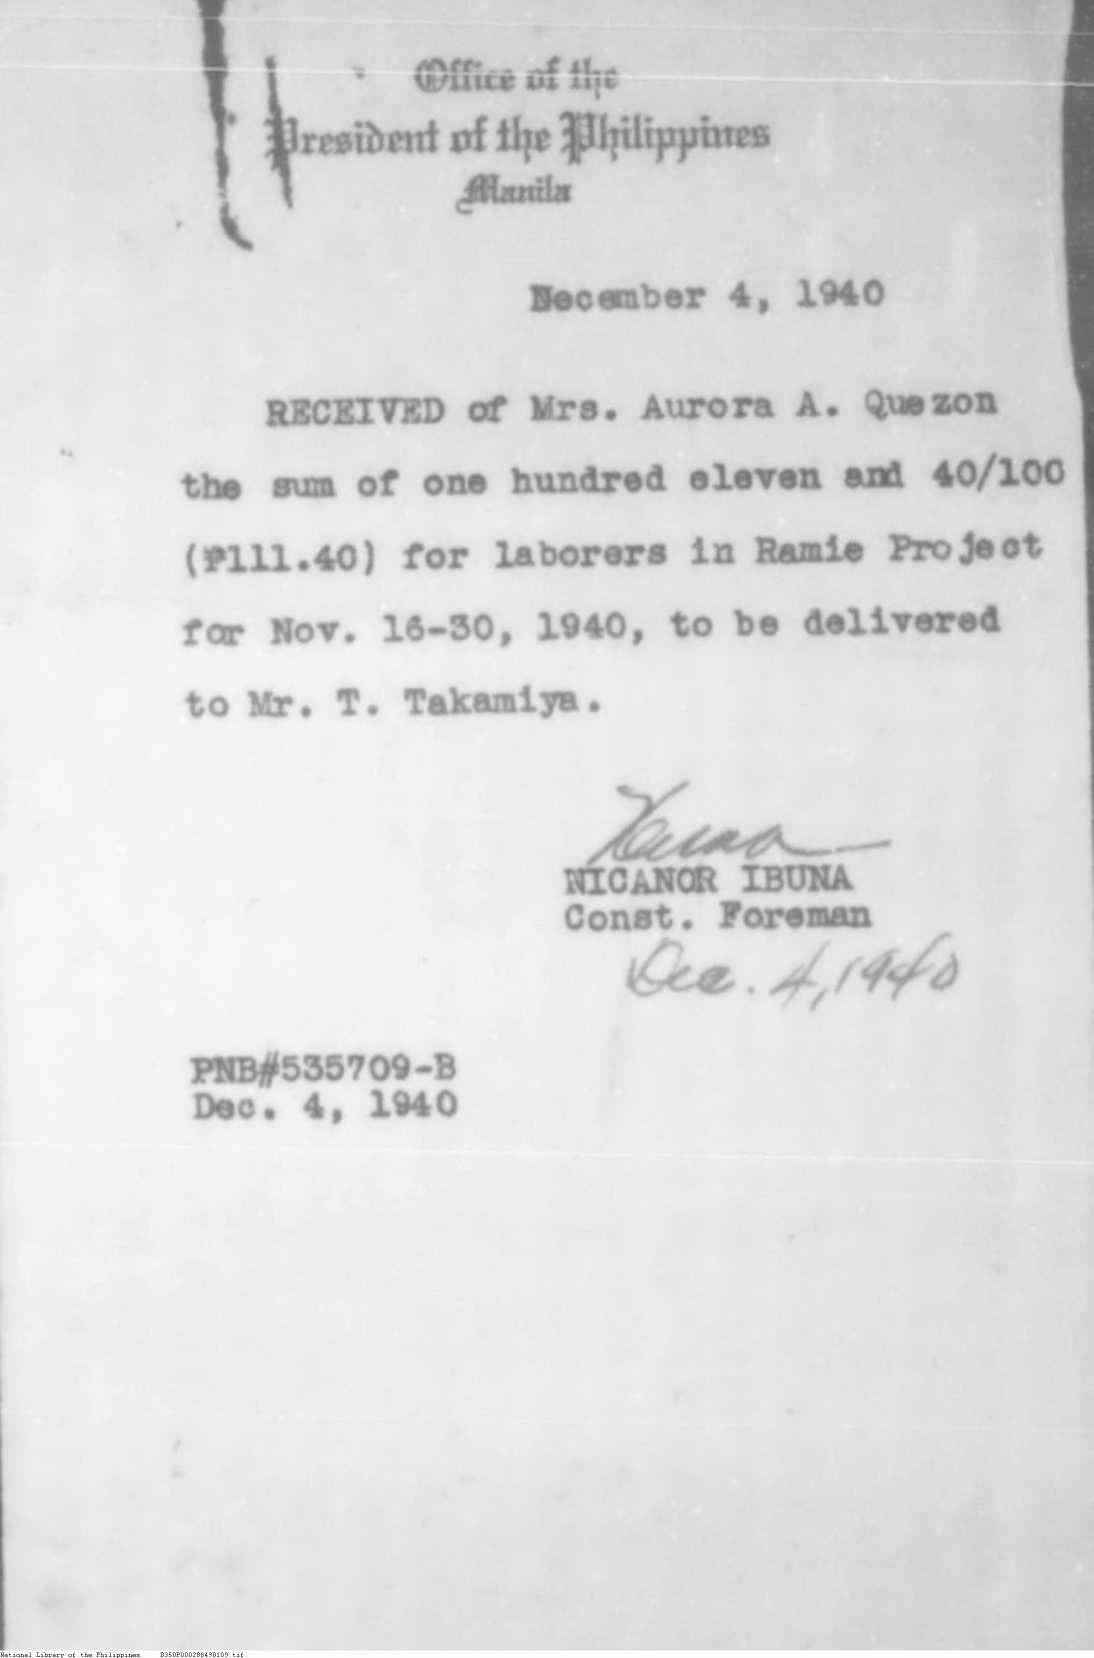 Office of the
President of the Philippines
Manila
December 4, 1940
RECEIVED of Mrs. Aurora A. Quezon
the sum of one hundred eleven and 40/100
(₱111.40) for laborers in Ramie Project
for Nov. 16-30, 1940, to be delivered
to Mr. T. Takamiya.
NICANOR IBUNA
Const. Foreman
Dec. 4, 1940
PNB#535709-B
Dec. 4, 1940
National Library of the Philippines